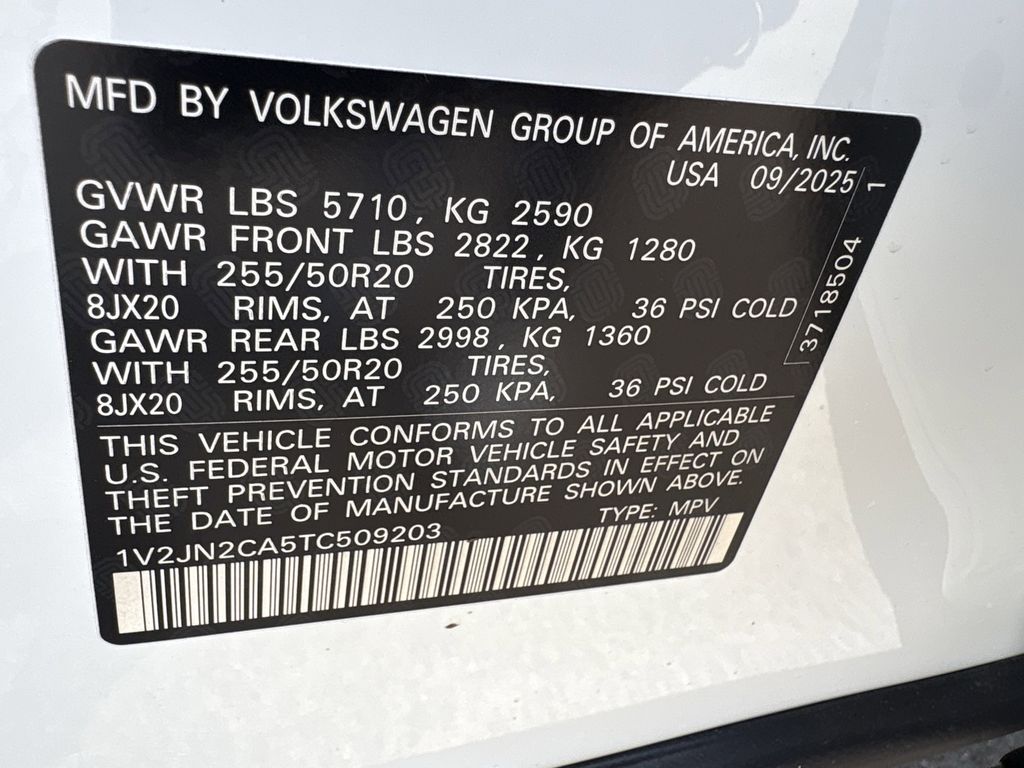 MFD BY VOLKSWAGEN GROUP OF AMERICA, INC.
USA 09/2025
GVWR LBS 5710, KG 2590
GAWR FRONT LBS 2822, KG 1280
WITH 255/50R20 TIRES,
8JX20 RIMS, AT 250 KPA, 36 PSI COLD
GAWR REAR LBS 2998, KG 1360
WITH 255/50R20 TIRES,
8JX20 RIMS, AT 250 KPA, 36 PSI COLD
3718504 1
THIS VEHICLE CONFORMS TO ALL APPLICABLE
U.S. FEDERAL MOTOR VEHICLE SAFETY AND
THEFT PREVENTION STANDARDS IN EFFECT ON
THE DATE OF MANUFACTURE SHOWN ABOVE.
TYPE: MPV
1V2JN2CA5TC509203